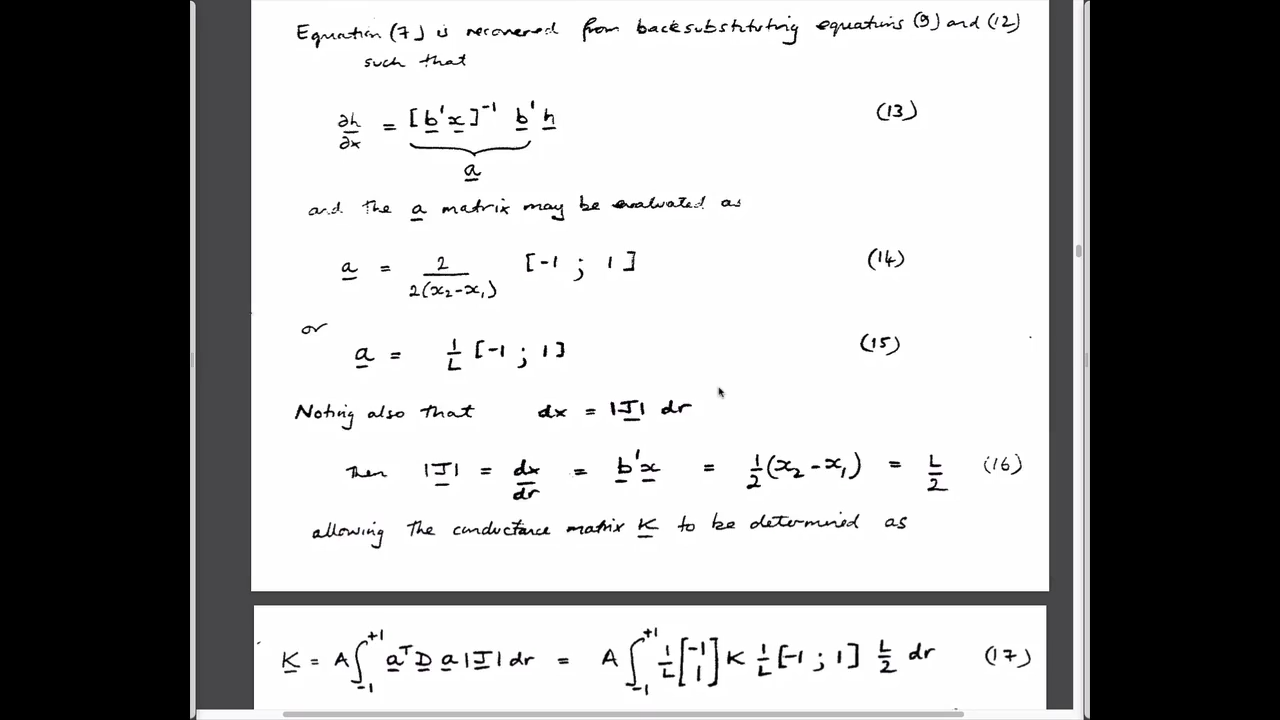 Equation (7) is recovered from backsubstituting equations (9) and (12)
such that
∂h/∂x = [b'x]⁻¹ b' h (13)
a
and the a matrix may be evaluated as
a = 2/2(x₂-x₁) [-1 ; 1] (14)
or
a = 1/L [-1 ; 1] (15)
Noting also that dx = |J| dr
Then |J| = dx/dr = b'x = 1/2(x₂-x₁) = L/2 (16)
allowing the conductance matrix K to be determined as
K = A∫₋₁⁺¹ aᵀ D a |J| dr = A ∫₋₁⁺¹ 1/L [-1 1] K 1/L [-1 ; 1] L/2 dr (17)